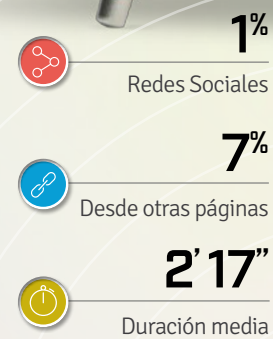 1%
Redes Sociales
7%
Desde otras páginas
2’ 17”
Duración media